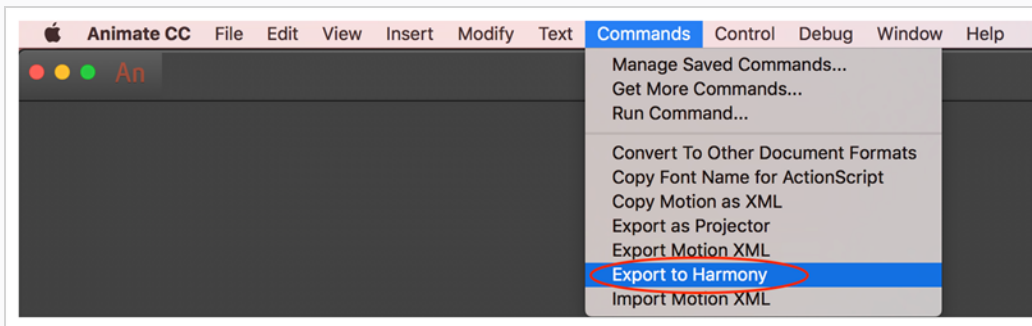 Animate CC File Edit View Insert Modify Text Commands Control Debug Window Help
An
Manage Saved Commands...
Get More Commands...
Run Command...
Convert To Other Document Formats
Copy Font Name for ActionScript
Copy Motion as XML
Export as Projector
Export Motion XML
Export to Harmony
Import Motion XML